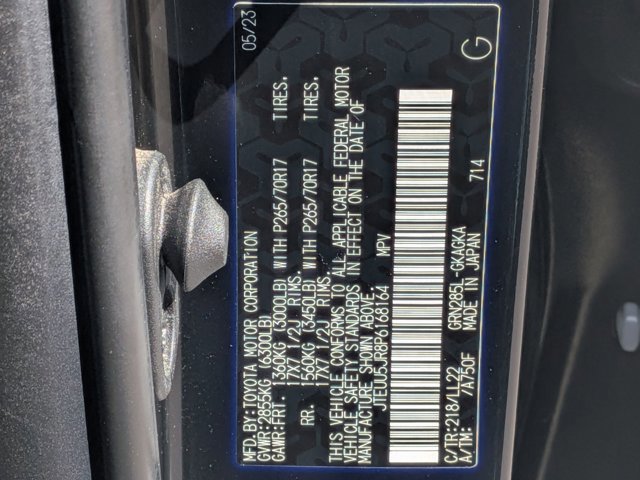 MFD.BY:TOYOTA MOTOR CORPORATION 05/23
GVWR:2855KG (6300LB)
GAWR:FRT: 1360KG (3000LB) WITH P265/70R17 TIRES,
17X7 1/2J RIMS,
RR. 1560KG (3450LB) WITH P265/70R17 TIRES,
17X7 1/2J RIMS,
THIS VEHICLE CONFORMS TO ALL APPLICABLE FEDERAL MOTOR
VEHICLE SAFETY STANDARDS IN EFFECT ON THE DATE OF
MANUFACTURE SHOWN ABOVE.
JTEUU5JRRP6168164 MPV
C/TR:218/LL22 GRN285L-GKAGKA 714
A/TM: /A750F MADE IN JAPAN
G